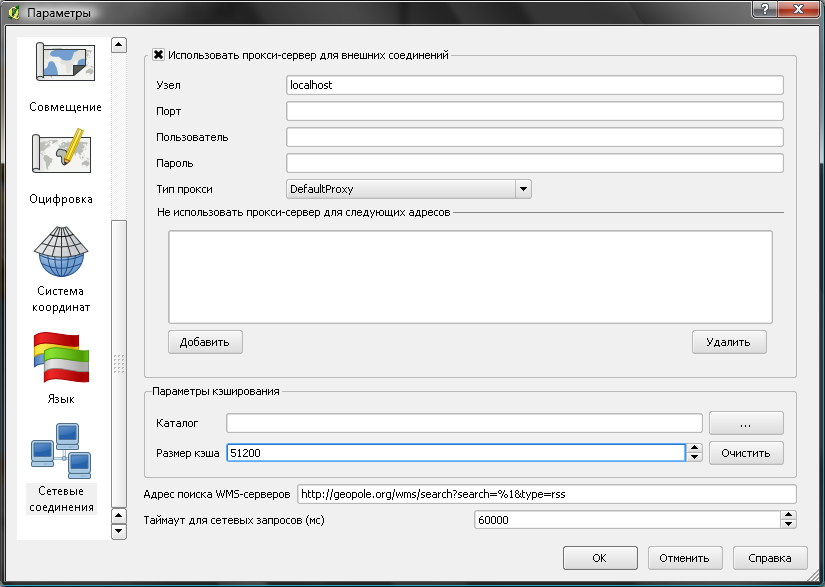 Параметры
Совмещение
Оцифровка
Система
координат
Язык
Сетевые
соединения
Использовать прокси-сервер для внешних соединений
Узел
localhost
Порт
Пользователь
Пароль
Тип прокси
DefaultProxy
Не использовать прокси-сервер для следующих адресов
Добавить
Удалить
Параметры кэширования
Каталог
...
Размер кэша
51200
Очистить
Адрес поиска WMS-серверов
http://geopole.org/wms/search?search=%1&type=rss
Таймаут для сетевых запросов (мс)
60000
OK
Отменить
Справка